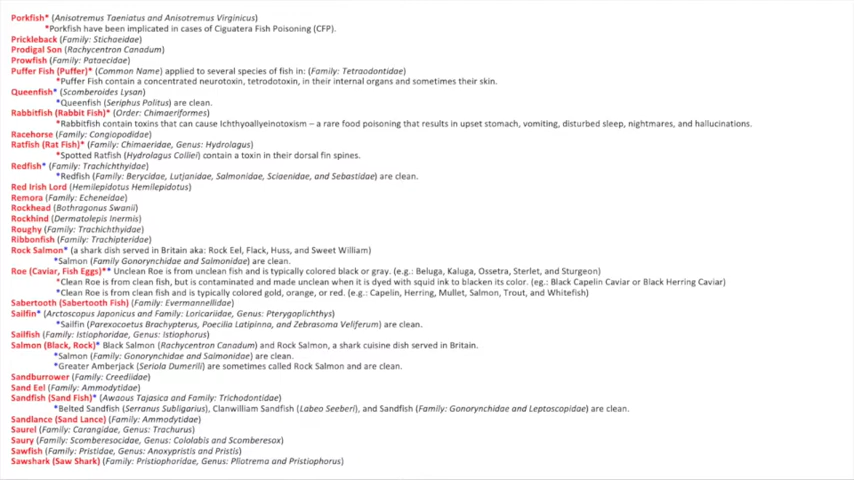 Porkfish* (Anisotremus Taeniatus and Anisotremus Virginicus)
*Porkfish have been implicated in cases of Ciguatera Fish Poisoning (CFP).
Prickleback (Family: Stichaeidae)
Prodigal Son (Rachycentron Canadum)
Prowfish (Family: Pataecidae)
Puffer Fish (Puffer)* (Common Name) applied to several species of fish in: (Family: Tetraodontidae)
*Puffer Fish contain a concentrated neurotoxin, tetrodotoxin, in their internal organs and sometimes their skin.
Queenfish* (Scomberoides Lysan)
*Queenfish (Seriphus Politus) are clean.
Rabbitfish (Rabbit Fish)* (Order: Chimaeriformes)
*Rabbitfish contain toxins that can cause Ichthyoallyeinotoxism – a rare food poisoning that results in upset stomach, vomiting, disturbed sleep, nightmares, and hallucinations.
Racehorse (Family: Congiopodidae)
Ratfish (Rat Fish)* (Family: Chimaeridae, Genus: Hydrolagus)
*Spotted Ratfish (Hydrolagus Colliei) contain a toxin in their dorsal fin spines.
Redfish* (Family: Trachichthyidae)
*Redfish (Family: Berycidae, Lutjanidae, Salmonidae, Sciaenidae, and Sebastidae) are clean.
Red Irish Lord (Hemilepidotus Hemilepidotus)
Remora (Family: Echeneidae)
Rockhead (Bothragonus Swanii)
Rockhind (Dermatolepis Inermis)
Roughy (Family: Trachichthyidae)
Ribbonfish (Family: Trachipteridae)
Rock Salmon* (a shark dish served in Britain aka: Rock Eel, Flack, Huss, and Sweet William)
*Salmon (Family Gonorynchidae and Salmonidae) are clean.
Roe (Caviar, Fish Eggs)** Unclean Roe is from unclean fish and is typically colored black or gray. (e.g.: Beluga, Kaluga, Ossetra, Sterlet, and Sturgeon)
*Clean Roe is from clean fish, but is contaminated and made unclean when it is dyed with squid ink to blacken its color. (eg.: Black Capelin Caviar or Black Herring Caviar)
*Clean Roe is from clean fish and is typically colored gold, orange, or red. (e.g.: Capelin, Herring, Mullet, Salmon, Trout, and Whitefish)
Sabertooth (Sabertooth Fish) (Family: Evermannellidae)
Sailfin* (Arctoscopus Japonicus and Family: Loricariidae, Genus: Pterygoplichthys)
*Sailfin (Parexocoetus Brachypterus, Poecilia Latipinna, and Zebrasoma Veliferum) are clean.
Sailfish (Family: Istiophoridae, Genus: Istiophorus)
Salmon (Black, Rock)* Black Salmon (Rachycentron Canadum) and Rock Salmon, a shark cuisine dish served in Britain.
*Salmon (Family: Gonorynchidae and Salmonidae) are clean.
*Greater Amberjack (Seriola Dumerili) are sometimes called Rock Salmon and are clean.
Sandburrower (Family: Creediidae)
Sand Eel (Family: Ammodytidae)
Sandfish (Sand Fish)* (Awaous Tajasica and Family: Trichodontidae)
*Belted Sandfish (Serranus Subligarius), Clanwilliam Sandfish (Labeo Seeberi), and Sandfish (Family: Gonorynchidae and Leptoscopidae) are clean.
Sandlance (Sand Lance) (Family: Ammodytidae)
Saurel (Family: Carangidae, Genus: Trachurus)
Saury (Family: Scomberesocidae, Genus: Cololabis and Scomberesox)
Sawfish (Family: Pristidae, Genus: Anoxypristis and Pristis)
Sawshark (Saw Shark) (Family: Pristiophoridae, Genus: Pliotrema and Pristiophorus)